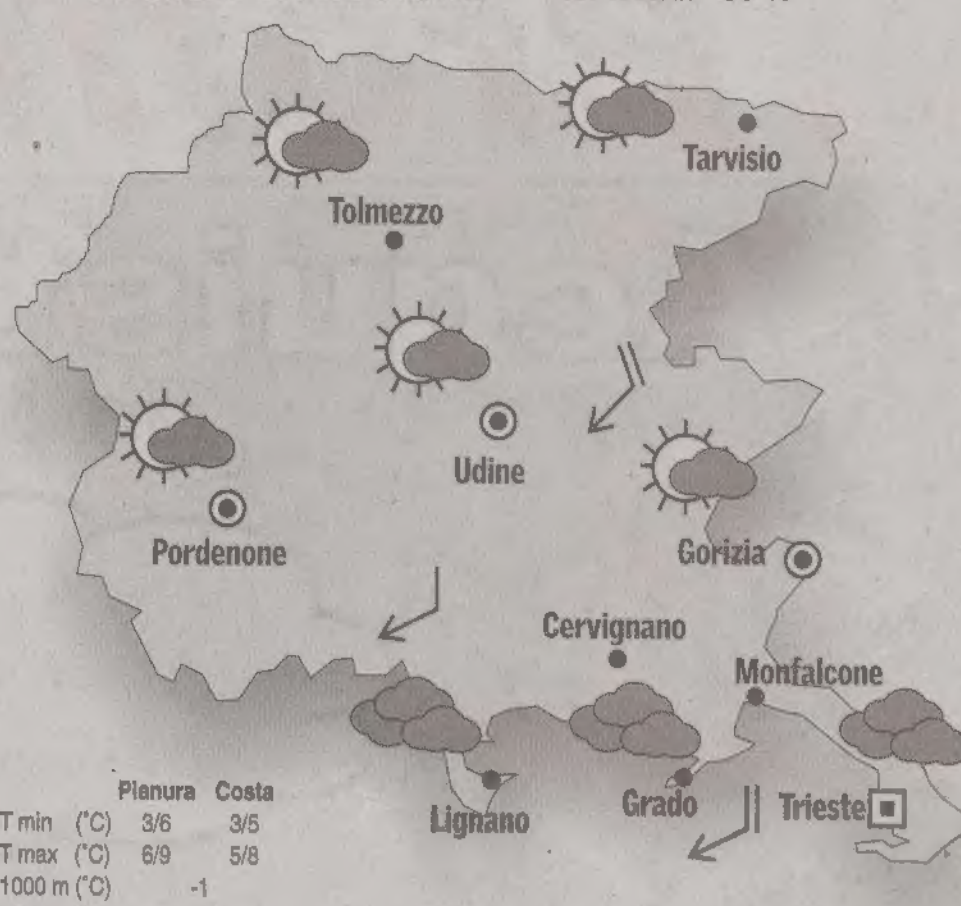 Tarvisio
Tolmezzo
Udine
Pordenone
Gorizia
Cervignano
Monfalcone
Lignano
Grado
Trieste
Pianura Costa
T min (°C) 3/6 3/5
T max (°C) 6/9 5/8
1000 m (°C) -1